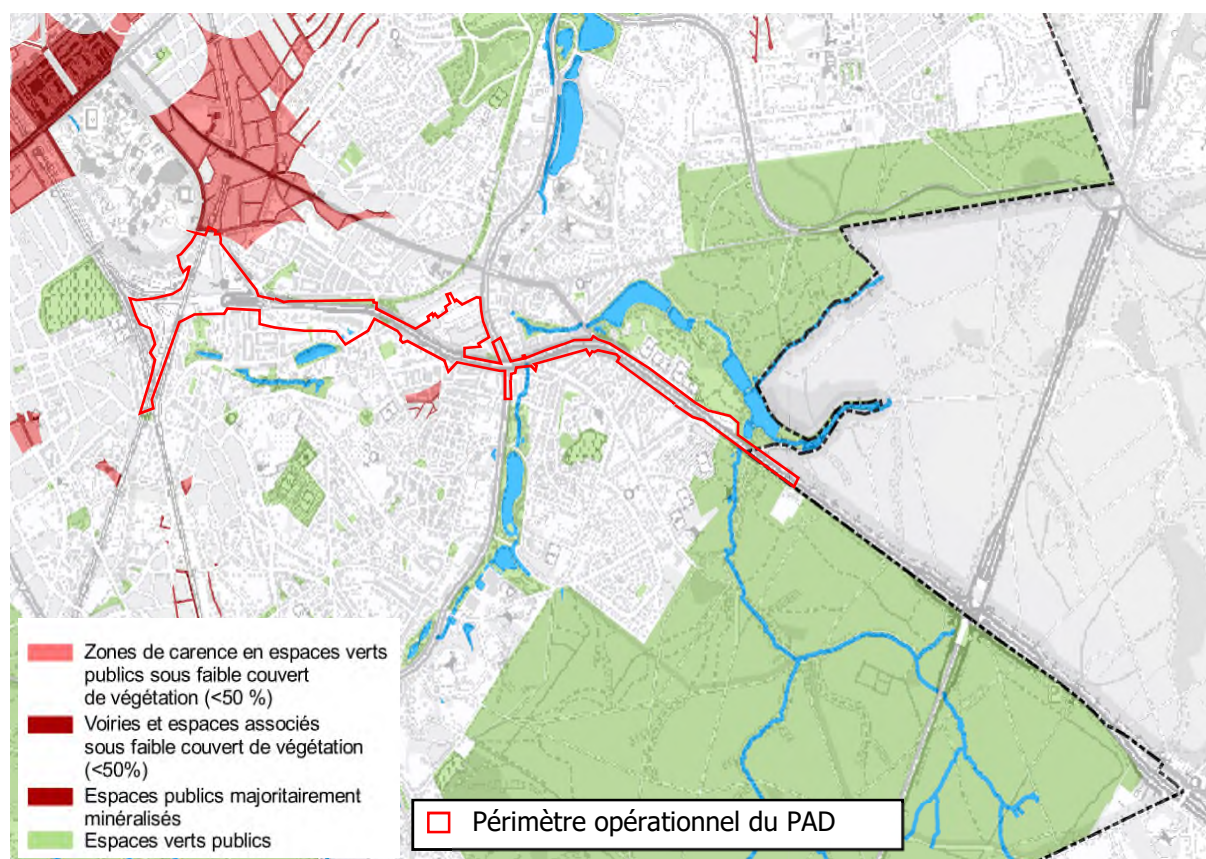 Zones de carence en espaces verts
publics sous faible couvert
de végétation (<50 %)
Voiries et espaces associés
sous faible couvert de végétation
(<50%)
Espaces publics majoritairement
minéralisés
Espaces verts publics
Périmètre opérationnel du PAD